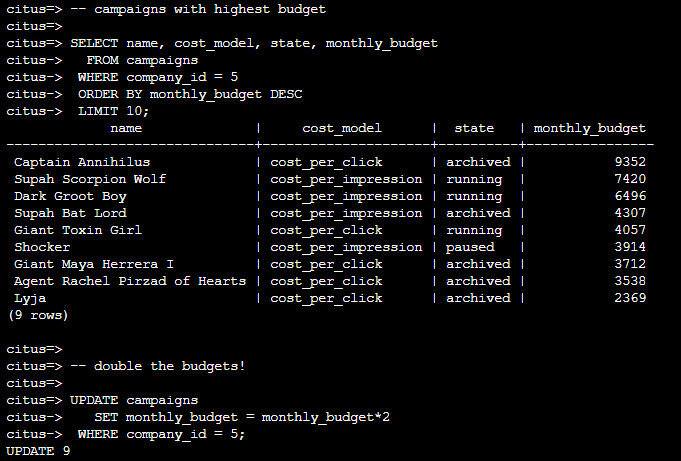 citus=> -- campaigns with highest budget
citus=>
citus=>
citus=> SELECT name, cost_model, state, monthly_budget
citus->   FROM campaigns
citus->  WHERE company_id = 5
citus->  ORDER BY monthly_budget DESC
citus->  LIMIT 10;
             name              |     cost_model      |  state   | monthly_budget
-------------------------------+---------------------+----------+----------------
 Captain Annihilus             | cost_per_click      | archived |           9352
 Supah Scorpion Wolf           | cost_per_impression | running  |           7420
 Dark Groot Boy                | cost_per_impression | running  |           6496
 Supah Bat Lord                | cost_per_impression | archived |           4307
 Giant Toxin Girl              | cost_per_click      | running  |           4057
 Shocker                       | cost_per_impression | paused   |           3914
 Giant Maya Herrera I          | cost_per_click      | archived |           3712
 Agent Rachel Pirzad of Hearts | cost_per_click      | archived |           3538
 Lyja                          | cost_per_click      | archived |           2369
(9 rows)

citus=>
citus=> -- double the budgets!
citus=>
citus=> UPDATE campaigns
citus->    SET monthly_budget = monthly_budget*2
citus->  WHERE company_id = 5;
UPDATE 9